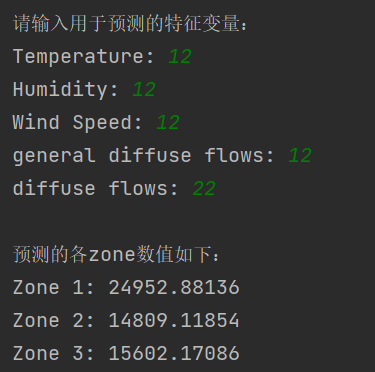 请输入用于预测的特征变量：
Temperature: 12
Humidity: 12
Wind Speed: 12
general diffuse flows: 12
diffuse flows: 22
预测的各zone数值如下：
Zone 1: 24952.88136
Zone 2: 14809.11854
Zone 3: 15602.17086